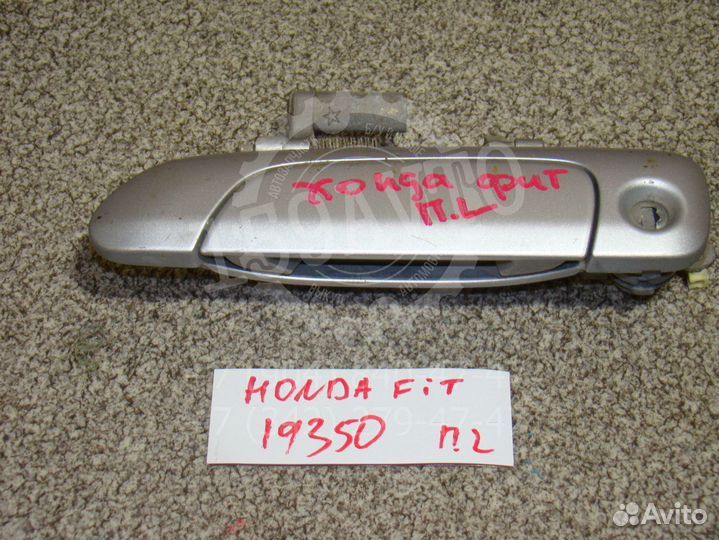 хонда фит
П.L
HONDA FiT
19350 П.2
Avito